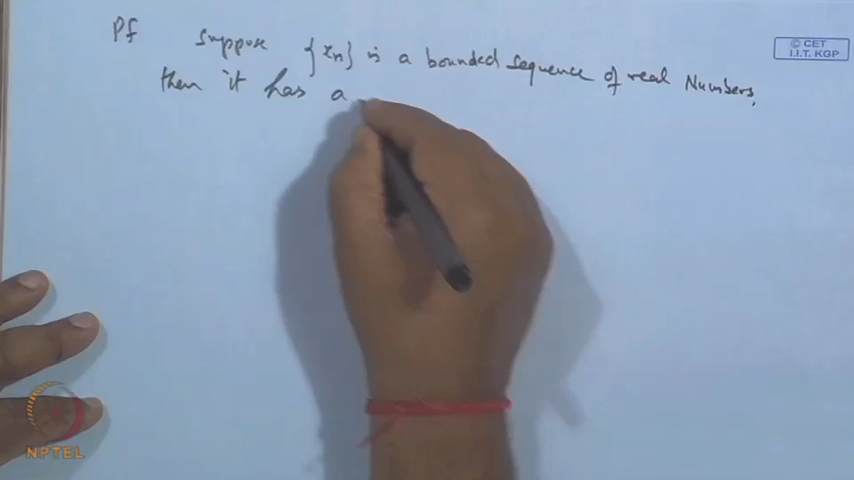 Pf Suppose {xn} is a bounded sequence of real Numbers,
then it has a
© CET
I.I.T. KGP
NPTEL